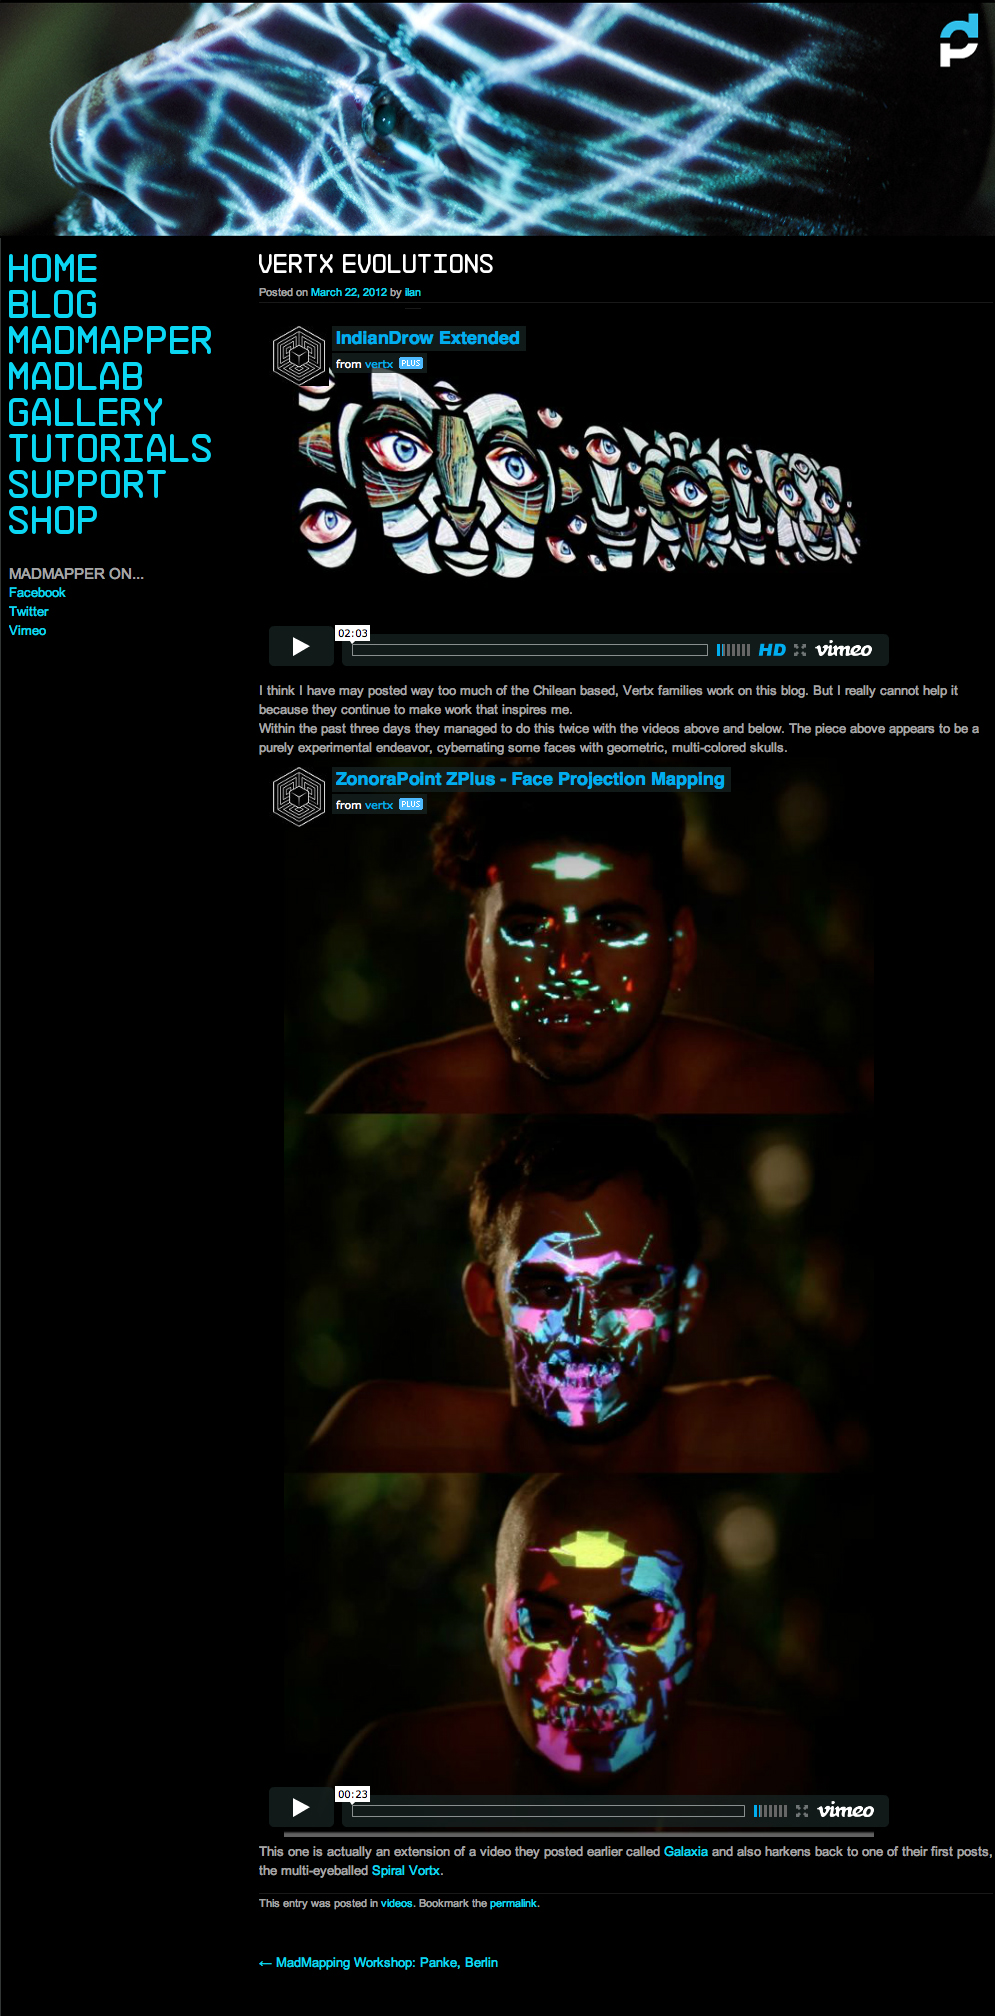 dp
HOME
BLOG
MADMAPPER
MADLAB
GALLERY
TUTORIALS
SUPPORT
SHOP
MADMAPPER ON...
Facebook
Twitter
Vimeo
VERTX EVOLUTIONS
Posted on March 22, 2012 by ilan
IndianDrow Extended
from vertx PLUS
02:03
HD vimeo
I think I have may posted way too much of the Chilean based, Vertx families work on this blog. But I really cannot help it
because they continue to make work that inspires me.
Within the past three days they managed to do this twice with the videos above and below. The piece above appears to be a
purely experimental endeavor, cybernating some faces with geometric, multi-colored skulls.
ZonoraPoint ZPlus - Face Projection Mapping
from vertx PLUS
00:23
vimeo
This one is actually an extension of a video they posted earlier called Galaxia and also harkens back to one of their first posts,
the multi-eyeballed Spiral Vortx.
This entry was posted in videos. Bookmark the permalink.
← MadMapping Workshop: Panke, Berlin